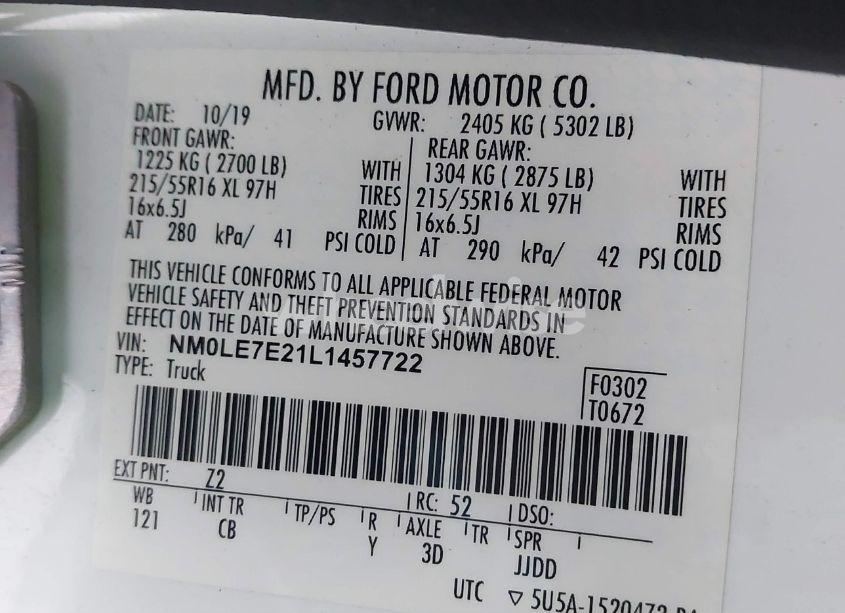 MFD. BY FORD MOTOR CO.
DATE: 10/19 GVWR: 2405 KG ( 5302 LB)
FRONT GAWR: REAR GAWR:
1225 KG ( 2700 LB) WITH 1304 KG ( 2875 LB) WITH
215/55R16 XL 97H TIRES 215/55R16 XL 97H TIRES
16x6.5J RIMS 16x6.5J RIMS
AT 280 kPa/ 41 PSI COLD AT 290 kPa/ 42 PSI COLD
THIS VEHICLE CONFORMS TO ALL APPLICABLE FEDERAL MOTOR
VEHICLE SAFETY AND THEFT PREVENTION STANDARDS IN
EFFECT ON THE DATE OF MANUFACTURE SHOWN ABOVE.
VIN: NM0LE7E21L1457722
TYPE: Truck
F0302
T0672
EXT PNT: Z2 RC: 52 DSO:
WB INT TR TP/PS R AXLE TR SPR
121 CB Y 3D JJDD
UTC ▽ 5U5A-1520472